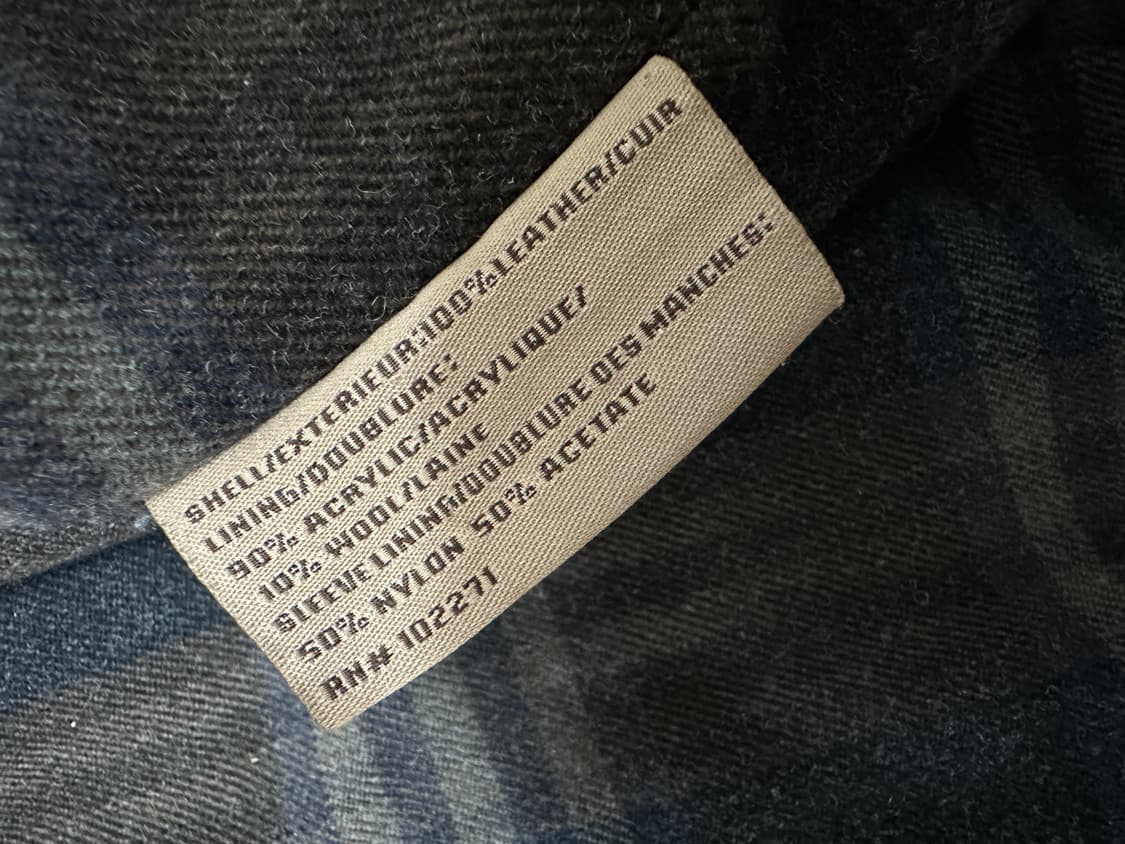 SHELL/EXTERIEUR:100%LEATHER/CUIR
LINING/DOUBLORE:
90% ACRYLIC/ACRYLIQUE/
10% WOOL/LAINE
SLEEVE LINING/DOUBLURE DES MANCHES:
50% NYLON 50% ACETATE
RN# 102271